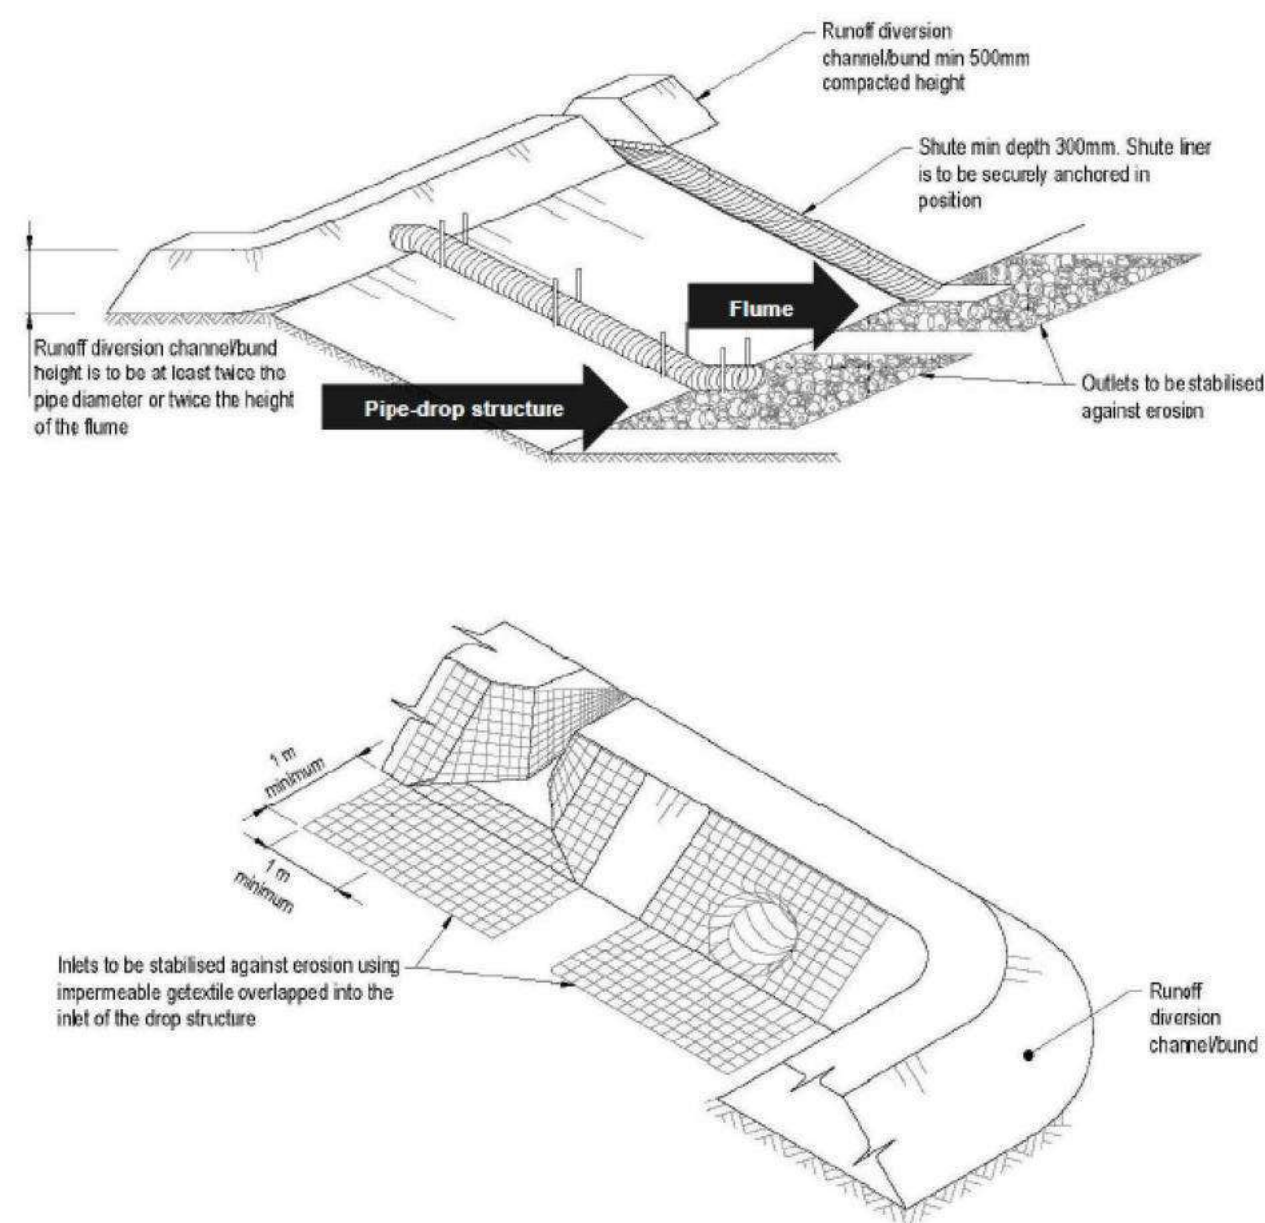 Runoff diversion
channel/bund min 500mm
compacted height
Shute min depth 300mm. Shute liner
is to be securely anchored in
position
Flume
Runoff diversion channel/bund
height is to be at least twice the
pipe diameter or twice the height
of the flume
Pipe-drop structure
Outlets to be stabilised
against erosion
1 m
minimum
1 m
minimum
Inlets to be stabilised against erosion using
impermeable getextile overlapped into the
inlet of the drop structure
Runoff
diversion
channel/bund